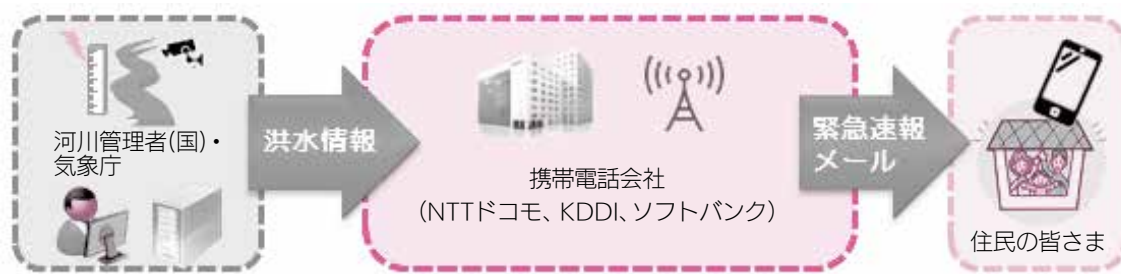 河川管理者(国)・
気象庁
洪水情報
携帯電話会社
(NTTドコモ、KDDI、ソフトバンク)
緊急速報
メール
住民の皆さま